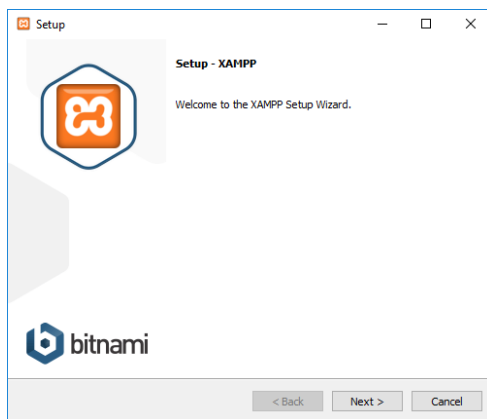 Setup
Setup - XAMPP
Welcome to the XAMPP Setup Wizard.
bitnami
< Back
Next >
Cancel